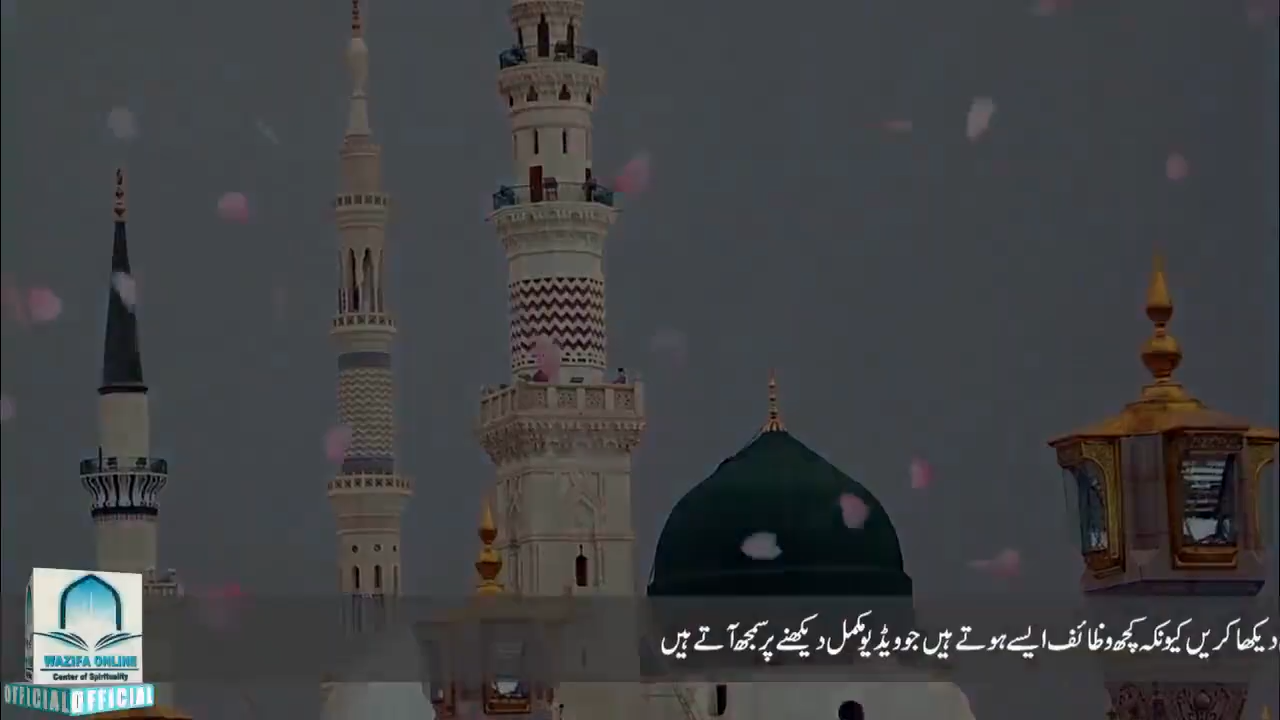 دیکھا کریں کیونکہ کچھ وظائف ایسے ہوتے ہیں جو ویڈیو مکمل دیکھنے پر سمجھ آتے ہیں
WAZIFA ONLINE
Center of Spirituality
OFFICIAL OFFICIAL